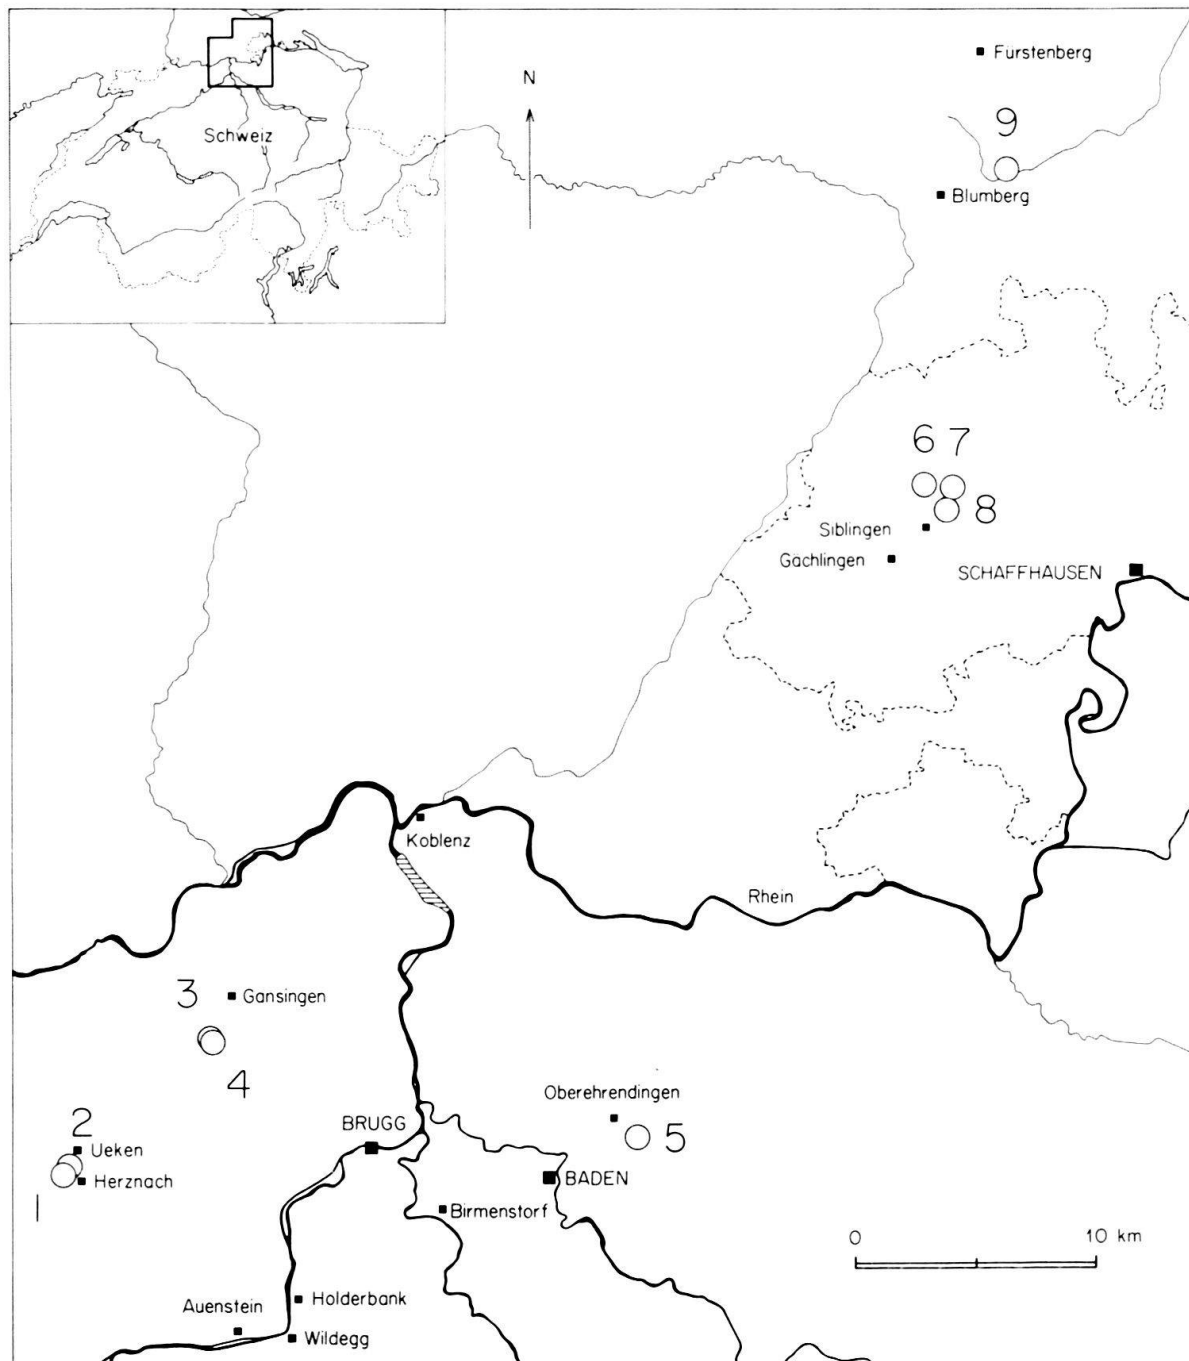 Furstenberg
N
9
Schweiz
Blumberg
6 7
8
Siblingen
Gachlingen
SCHAFFHAUSEN
Koblenz
Rhein
3
Gansingen
4
Oberehrendingen
2
BRUGG
5
Ueken
BADEN
Herznach
1
Birmenstorf
0 10 km
Holderbank
Auenstein
Wildegg